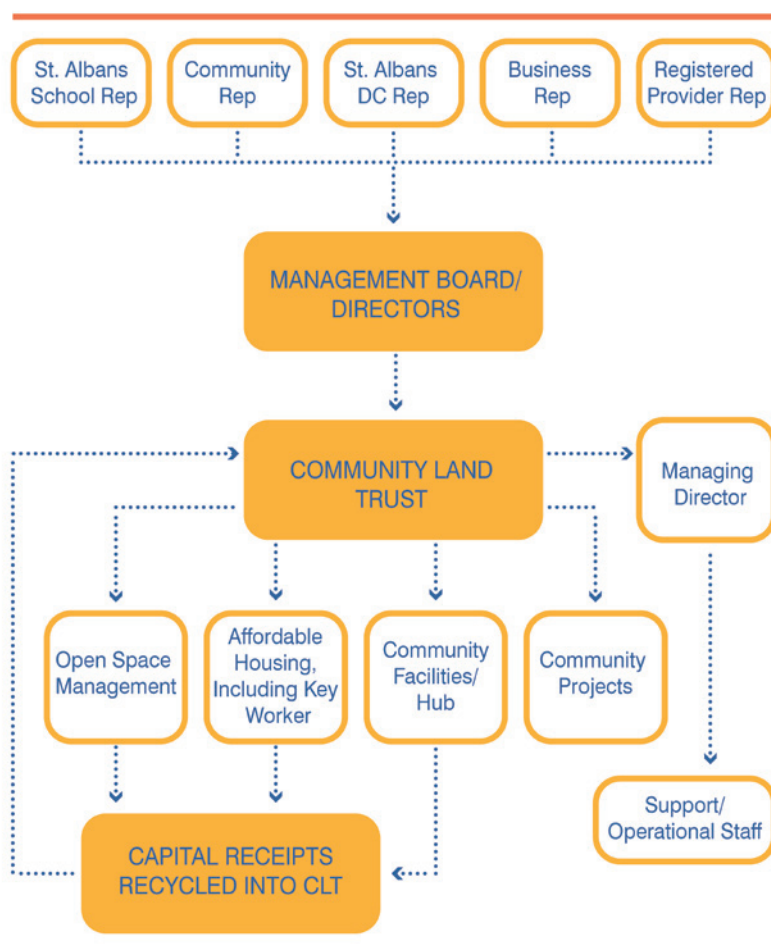 St. Albans
School Rep
Community
Rep
St. Albans
DC Rep
Business
Rep
Registered
Provider Rep
MANAGEMENT BOARD/
DIRECTORS
COMMUNITY LAND
TRUST
Managing
Director
Open Space
Management
Affordable
Housing,
Including Key
Worker
Community
Facilities/
Hub
Community
Projects
Support/
Operational Staff
CAPITAL RECEIPTS
RECYCLED INTO CLT